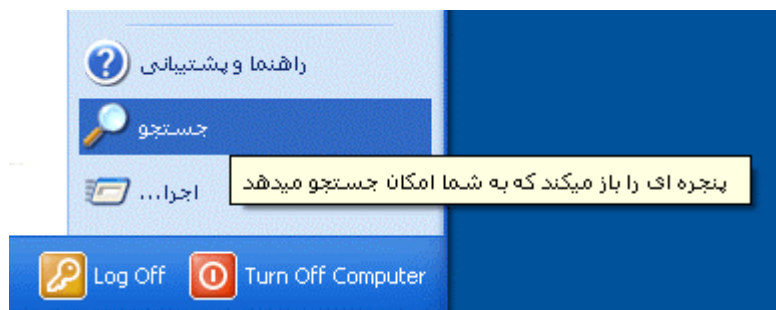 راهنما و پشتیبانی
جستجو
پنجره ای را باز میکند که به شما امکان جستجو میدهد
اجرا...
Log Off
Turn Off Computer